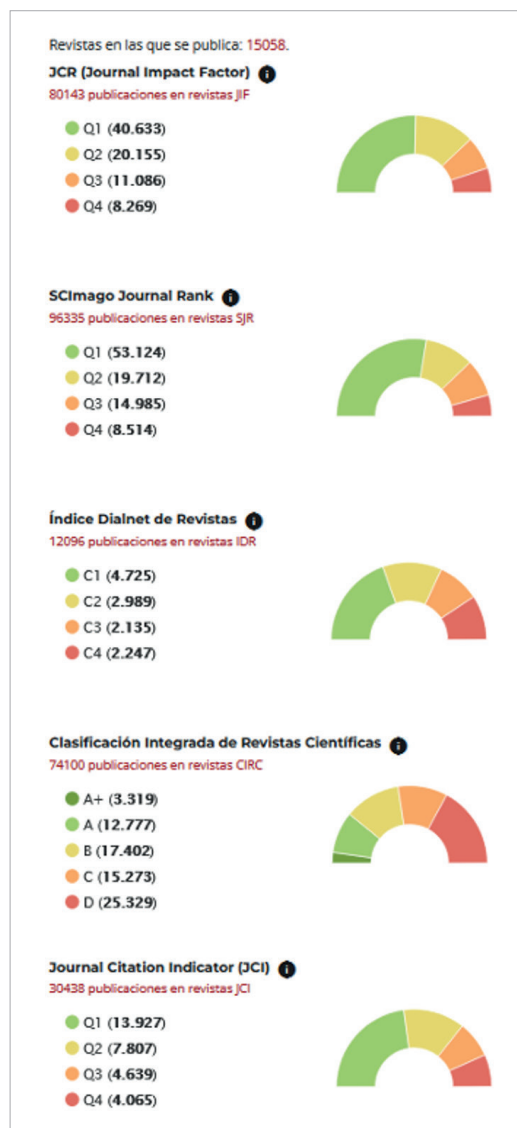 Revistas en las que se publica: 15058.
JCR (Journal Impact Factor) i
80143 publicaciones en revistas JIF
Q1 (40.633)
Q2 (20.155)
Q3 (11.086)
Q4 (8.269)
SCImago Journal Rank i
96335 publicaciones en revistas SJR
Q1 (53.124)
Q2 (19.712)
Q3 (14.985)
Q4 (8.514)
Índice Dialnet de Revistas i
12096 publicaciones en revistas IDR
C1 (4.725)
C2 (2.989)
C3 (2.135)
C4 (2.247)
Clasificación Integrada de Revistas Científicas i
74100 publicaciones en revistas CIRC
A+ (3.319)
A (12.777)
B (17.402)
C (15.273)
D (25.329)
Journal Citation Indicator (JCI) i
30438 publicaciones en revistas JCI
Q1 (13.927)
Q2 (7.807)
Q3 (4.639)
Q4 (4.065)